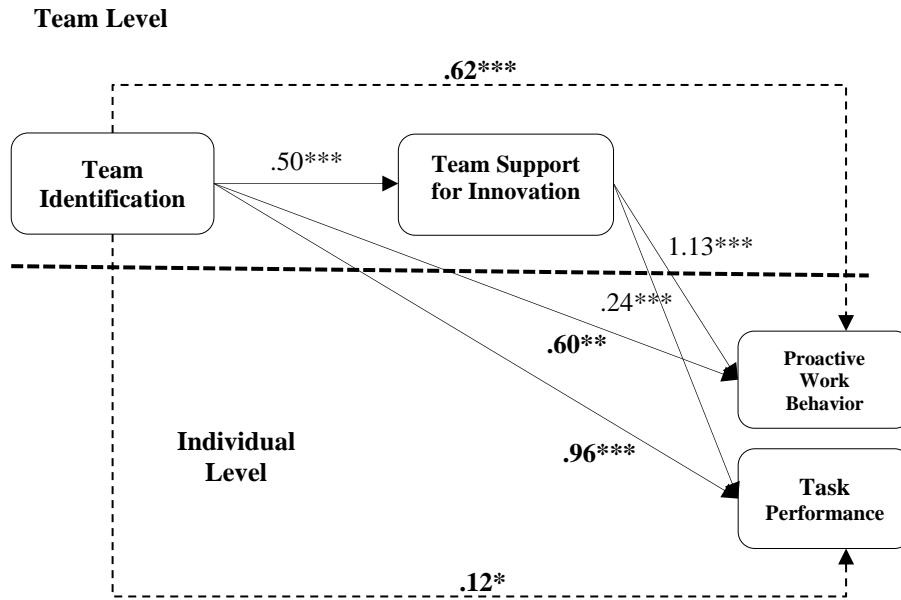 Team Level
.62***
Team
Identification
.50***
Team Support
for Innovation
1.13***
.24***
.60**
Proactive
Work
Behavior
Individual
Level
.96***
Task
Performance
.12*